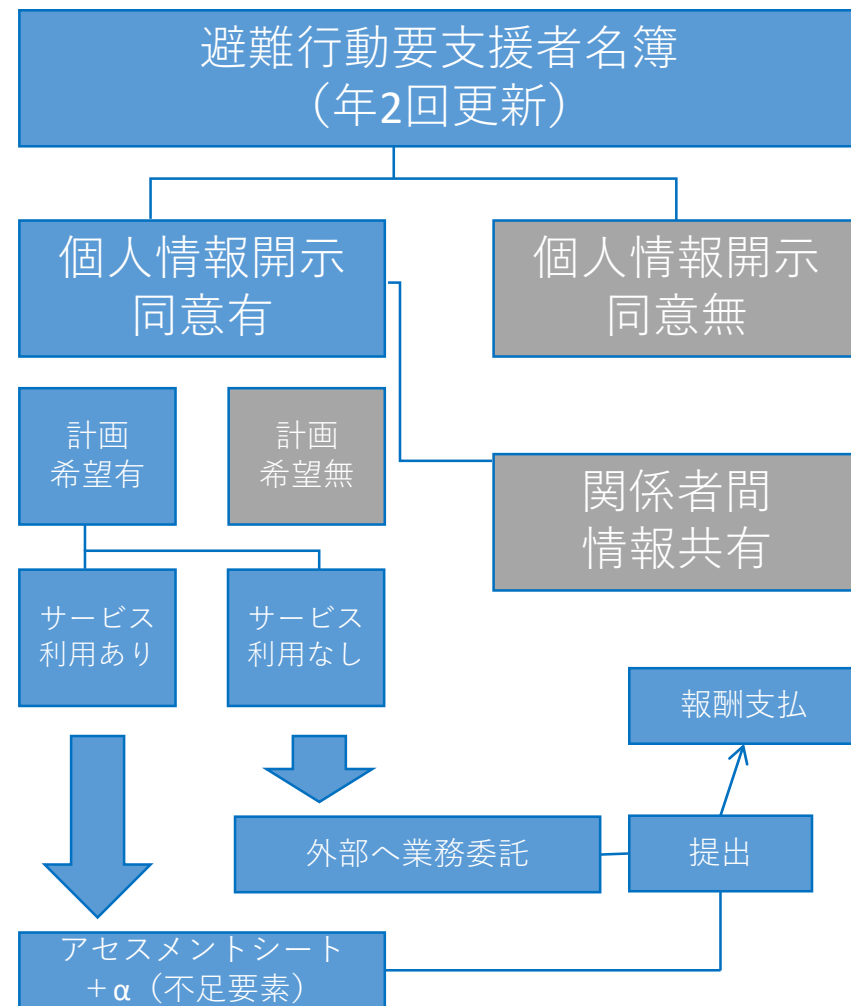 避難行動要支援者名簿
（年2回更新）
個人情報開示
同意有
個人情報開示
同意無
計画
希望有
計画
希望無
関係者間
情報共有
サービス
利用あり
サービス
利用なし
報酬支払
外部へ業務委託
提出
アセスメントシート
＋α（不足要素）